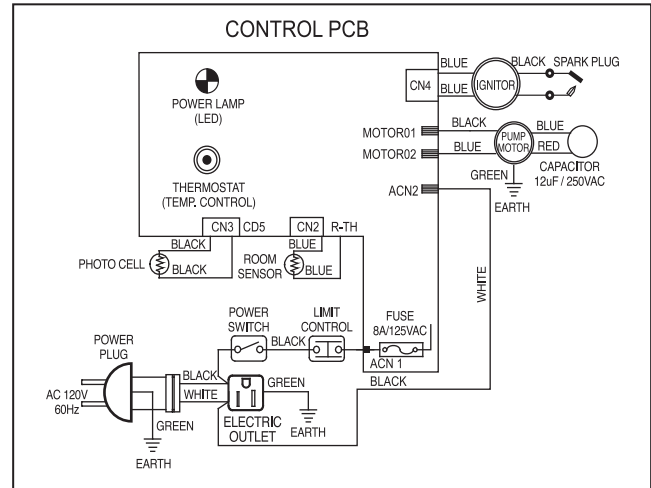 CONTROL PCB
POWER LAMP
(LED)
THERMOSTAT
(TEMP. CONTROL)
CN4
BLUE
BLUE
IGNITOR
BLACK
SPARK PLUG
MOTOR01
BLACK
MOTOR02
BLUE
PUMP
MOTOR
BLUE
RED
CAPACITOR
12uF / 250VAC
GREEN
EARTH
ACN2
WHITE
CN3
CD5
CN2
R-TH
BLACK
BLACK
PHOTO CELL
BLUE
BLUE
ROOM
SENSOR
POWER
SWITCH
BLACK
LIMIT
CONTROL
FUSE
8A/125VAC
ACN 1
BLACK
POWER
PLUG
AC 120V
60Hz
BLACK
WHITE
GREEN
EARTH
ELECTRIC
OUTLET
GREEN
EARTH